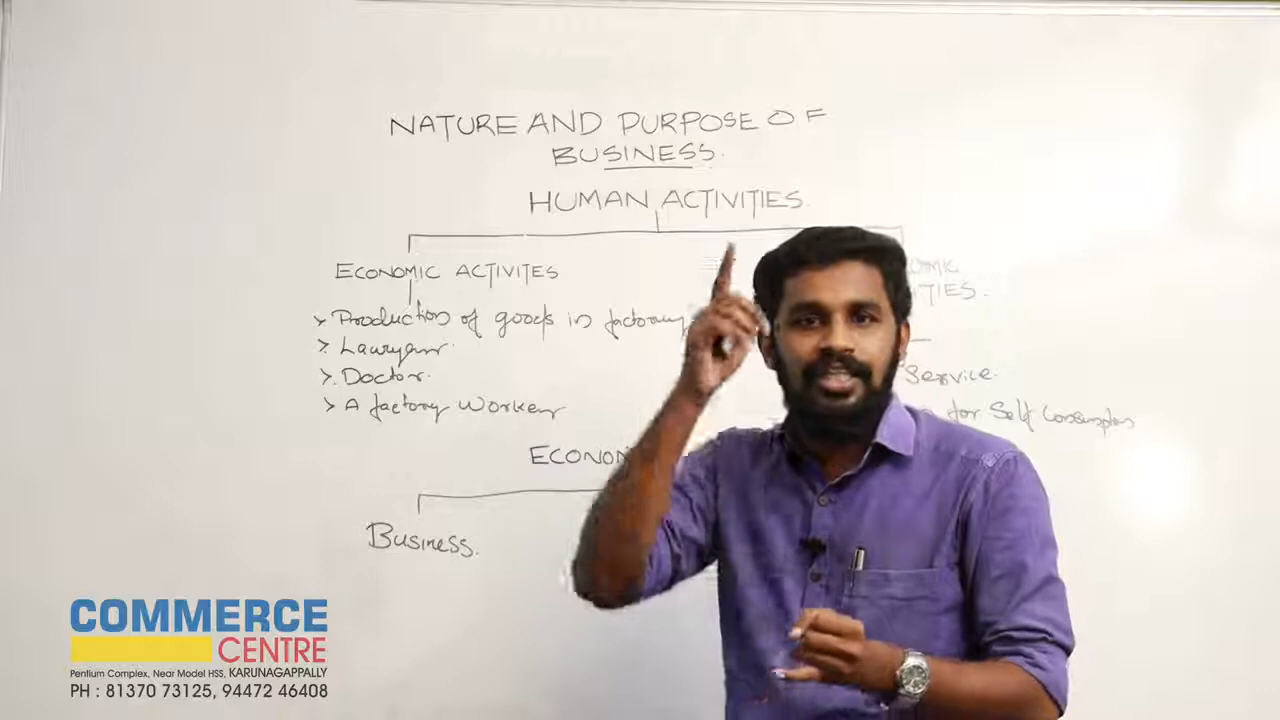 NATURE AND PURPOSE OF
BUSINESS.
HUMAN ACTIVITIES.
ECONOMIC ACTIVITES
> Production of goods in factory
> Lawyer.
> Doctor.
> A factory Worker
Service.
for Self Consumption
ECONO
Business.
COMMERCE
CENTRE
Pentium Complex, Near Model HSS, KARUNAGAPPALLY
PH : 81370 73125, 94472 46408